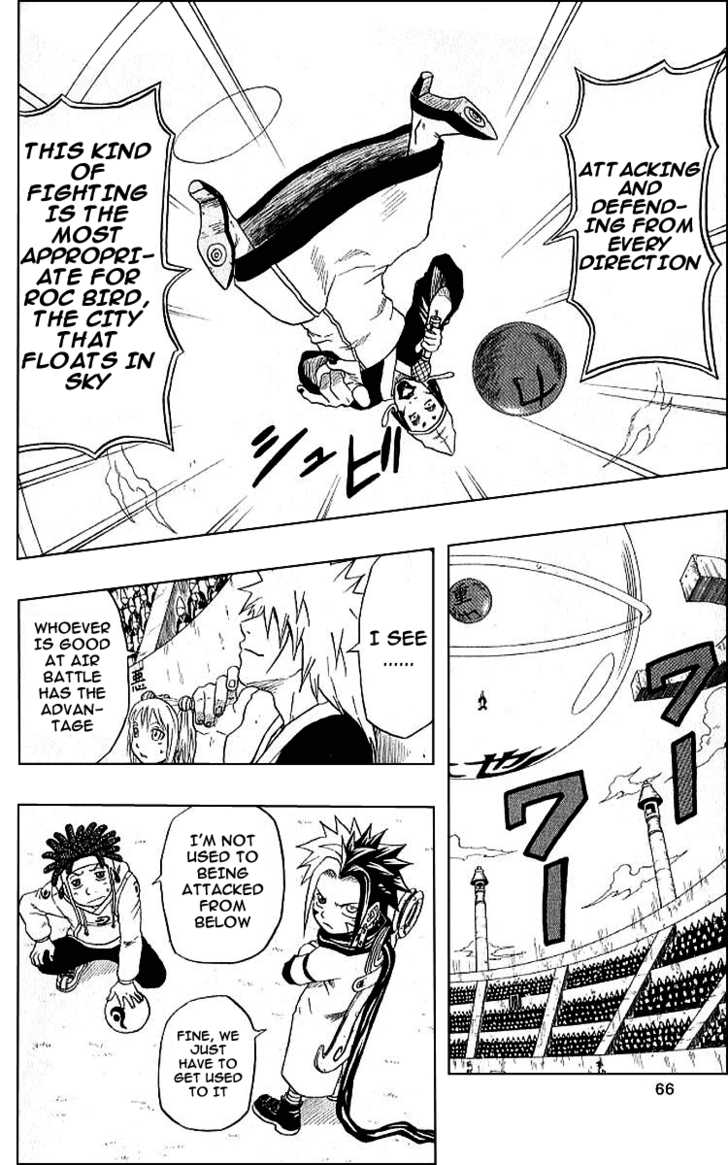 ATTACKING
AND
DEFEND-
ING FROM
EVERY
DIRECTION
THIS KIND
OF
FIGHTING
IS THE
MOST
APPROPRI-
ATE FOR
ROC BIRD,
THE CITY
THAT
FLOATS IN
SKY
シュビッ
重
ワー
ワー
I SEE
......
WHOEVER
IS GOOD
AT AIR
BATTLE
HAS THE
ADVAN-
TAGE
I'M NOT
USED TO
BEING
ATTACKED
FROM
BELOW
FINE, WE
JUST
HAVE TO
GET USED
TO IT
66